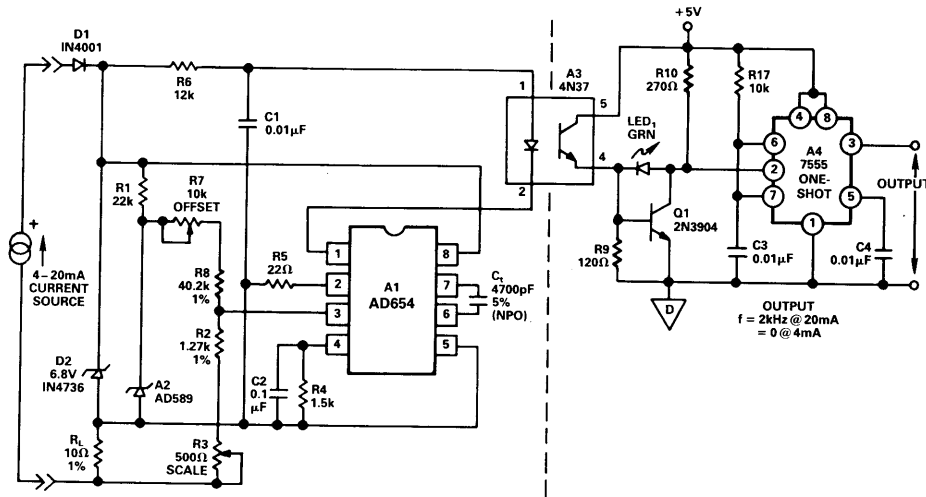 D1
IN4001
R6
12k
C1
0.01µF
R1
22k
R7
10k
OFFSET
+
4–20mA
CURRENT
SOURCE
R8
40.2k
1%
R5
22Ω
R2
1.27k
1%
D2
6.8V
IN4736
A2
AD589
C2
0.1
µF
R4
1.5k
RL
10Ω
1%
R3
500Ω
SCALE
1
2
3
4
A1
AD654
8
7
6
5
Ct
4700pF
5%
(NPO)
A3
4N37
1
2
5
4
LED1
GRN
+5V
R10
270Ω
R17
10k
Q1
2N3904
R9
120Ω
D
4
8
6
2
7
A4
7555
ONE-
SHOT
3
5
1
OUTPUT
C3
0.01µF
C4
0.01µF
OUTPUT
f = 2kHz @ 20mA
= 0 @ 4mA